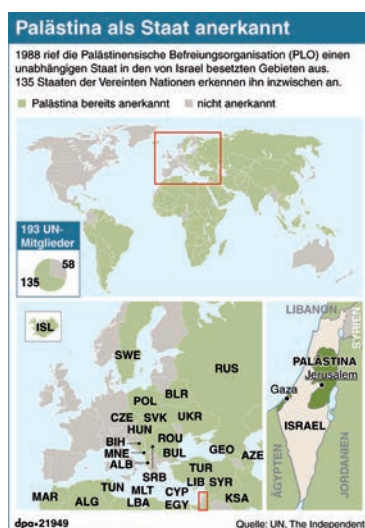 Palästina als Staat anerkannt
1988 rief die Palästinensische Befreiungsorganisation (PLO) einen
unabhängigen Staat in den von Israel besetzten Gebieten aus.
135 Staaten der Vereinten Nationen erkennen ihn inzwischen an.
Palästina bereits anerkannt
nicht anerkannt
193 UN-
Mitglieder
58
135
ISL
SWE
RUS
BLR
POL
CZE SVK UKR
HUN
BIH ROU
MNE BUL GEO AZE
ALB
SRB TUR
TUN MLT CYP LIB SYR
MAR ALG LBA EGY KSA
LIBANON
SYRIEN
PALÄSTINA
Jerusalem
Gaza
ISRAEL
ÄGYPTEN
JORDANIEN
dpa•21949
Quelle: UN, The Independent